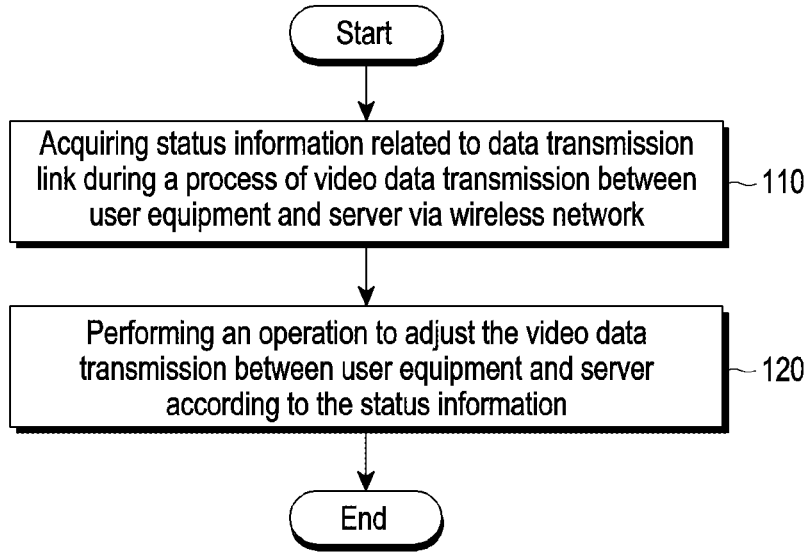 Start
Acquiring status information related to data transmission
link during a process of video data transmission between
user equipment and server via wireless network
110
Performing an operation to adjust the video data
transmission between user equipment and server
according to the status information
120
End